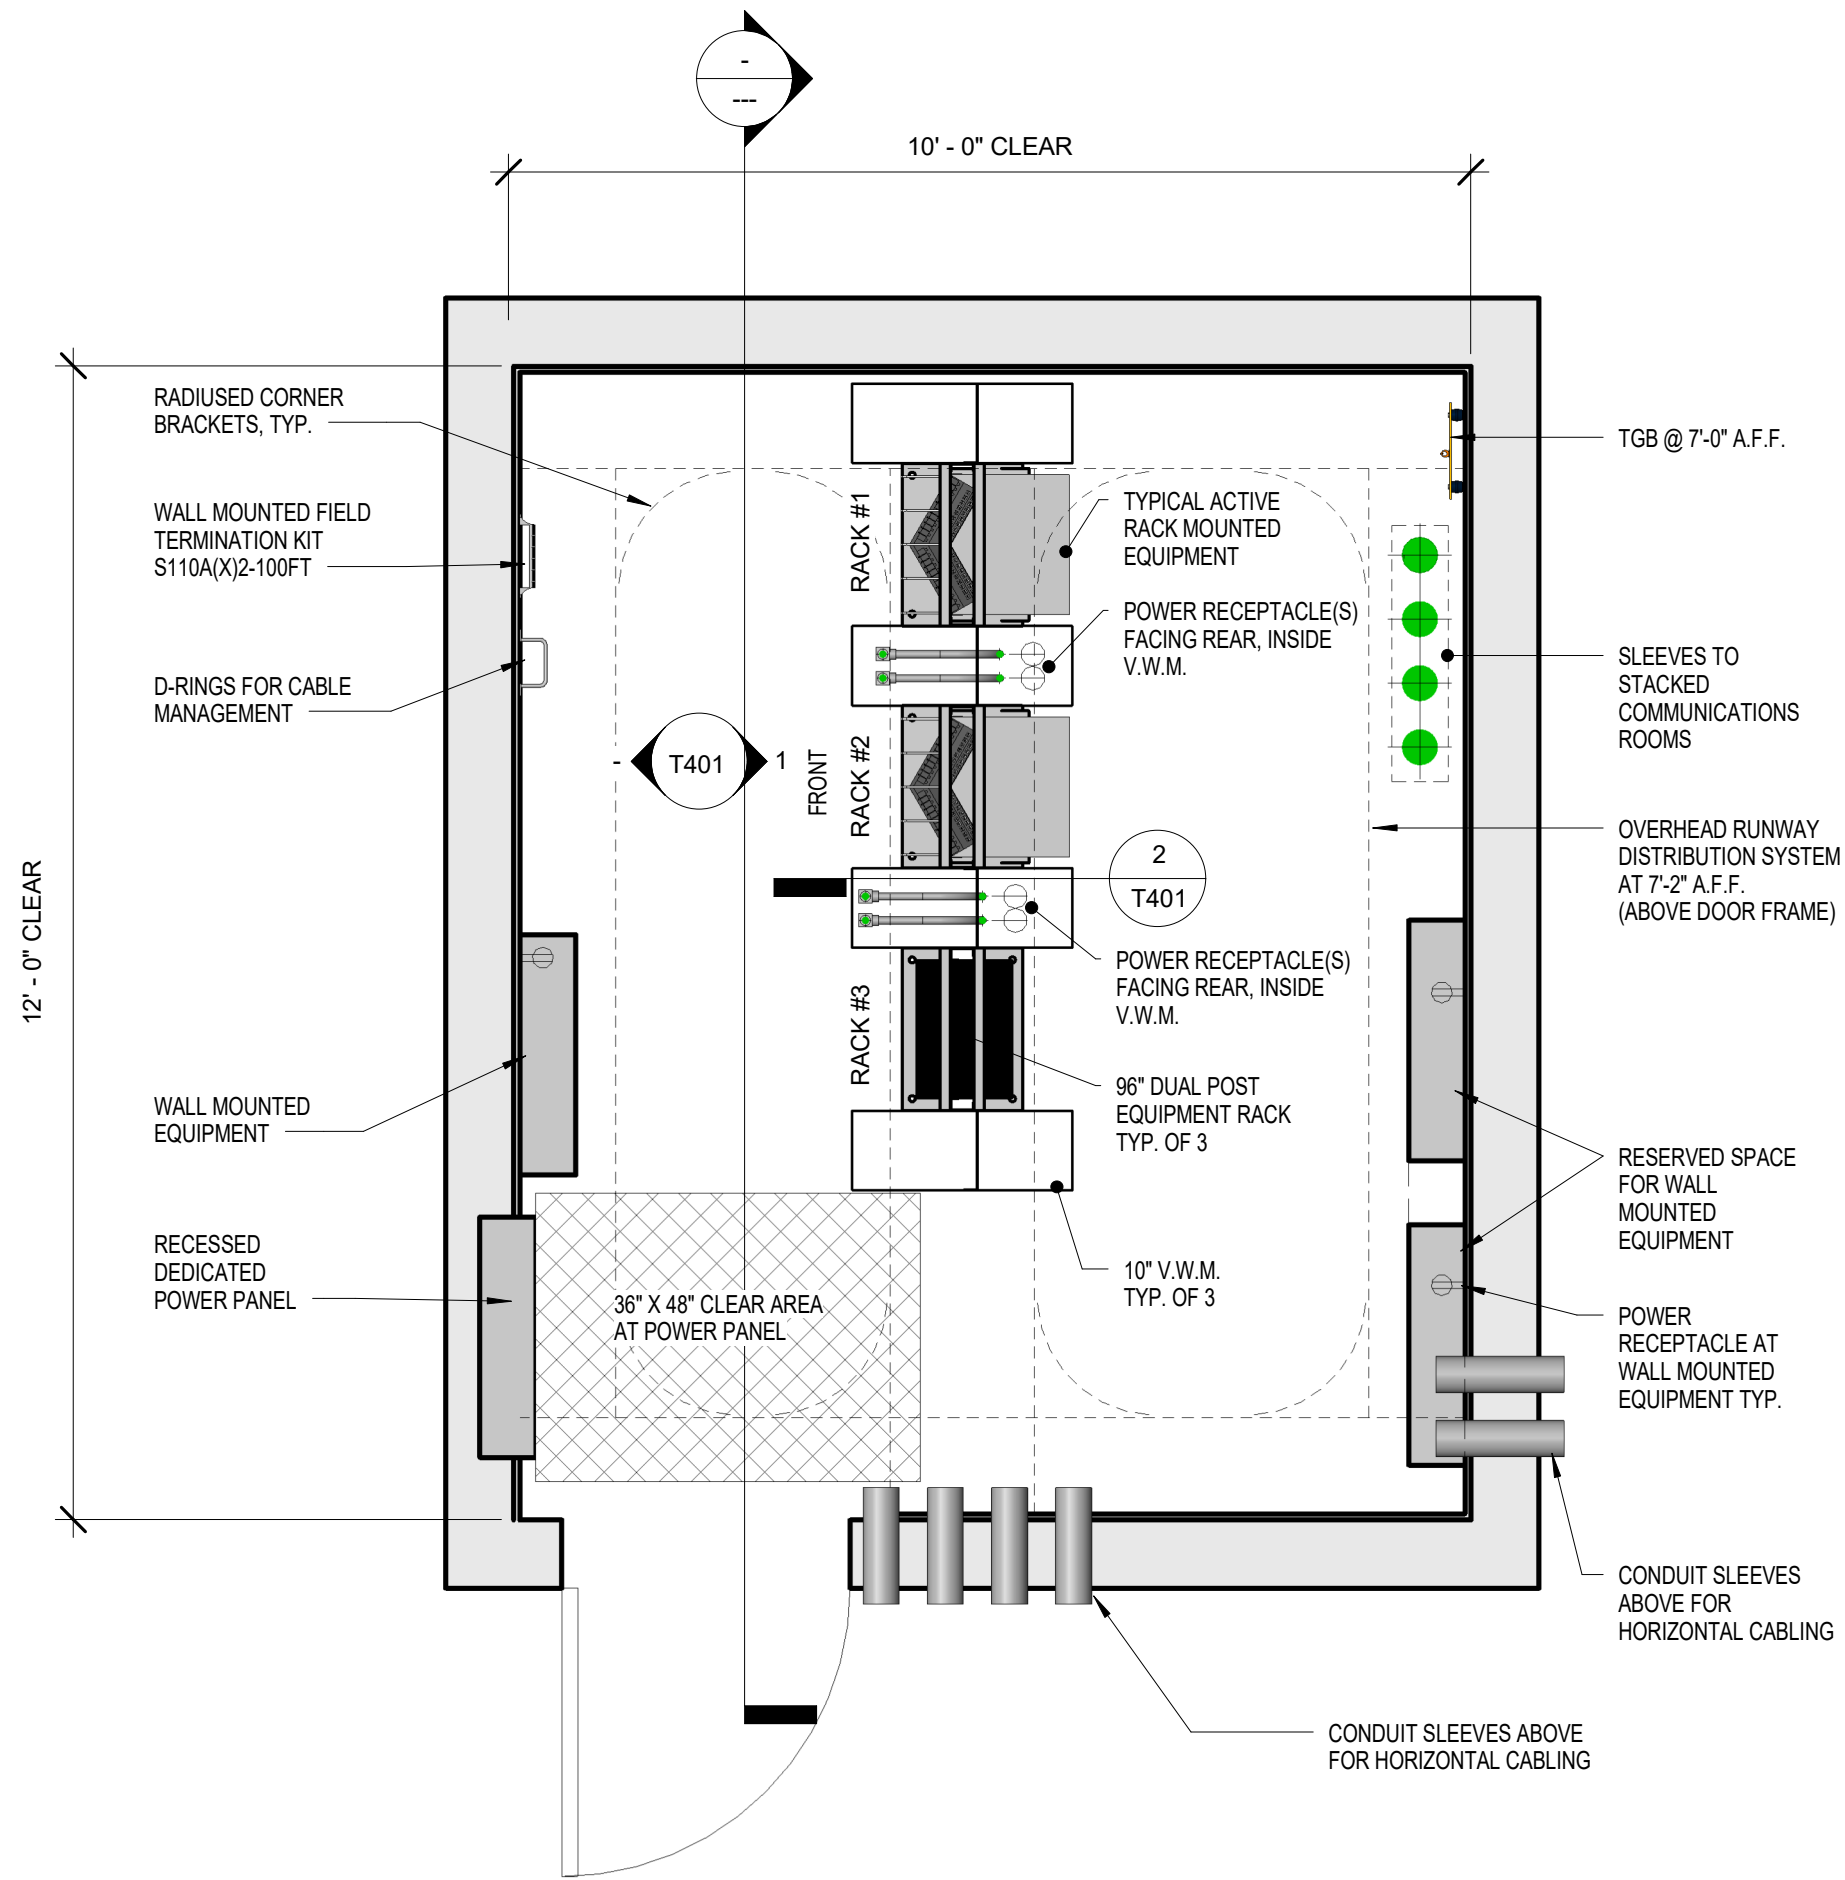 -
---
10' - 0" CLEAR
12' - 0" CLEAR
RADIUSED CORNER
BRACKETS, TYP.
WALL MOUNTED FIELD
TERMINATION KIT
S110A(X)2-100FT
D-RINGS FOR CABLE
MANAGEMENT
WALL MOUNTED
EQUIPMENT
RECESSED
DEDICATED
POWER PANEL
-
T401
1
FRONT
RACK #1
RACK #2
RACK #3
36" X 48" CLEAR AREA
AT POWER PANEL
TYPICAL ACTIVE
RACK MOUNTED
EQUIPMENT
POWER RECEPTACLE(S)
FACING REAR, INSIDE
V.W.M.
2
T401
POWER RECEPTACLE(S)
FACING REAR, INSIDE
V.W.M.
96" DUAL POST
EQUIPMENT RACK
TYP. OF 3
10" V.W.M.
TYP. OF 3
TGB @ 7'-0" A.F.F.
SLEEVES TO
STACKED
COMMUNICATIONS
ROOMS
OVERHEAD RUNWAY
DISTRIBUTION SYSTEM
AT 7'-2" A.F.F.
(ABOVE DOOR FRAME)
RESERVED SPACE
FOR WALL
MOUNTED
EQUIPMENT
POWER
RECEPTACLE AT
WALL MOUNTED
EQUIPMENT TYP.
CONDUIT SLEEVES
ABOVE FOR
HORIZONTAL CABLING
CONDUIT SLEEVES ABOVE
FOR HORIZONTAL CABLING